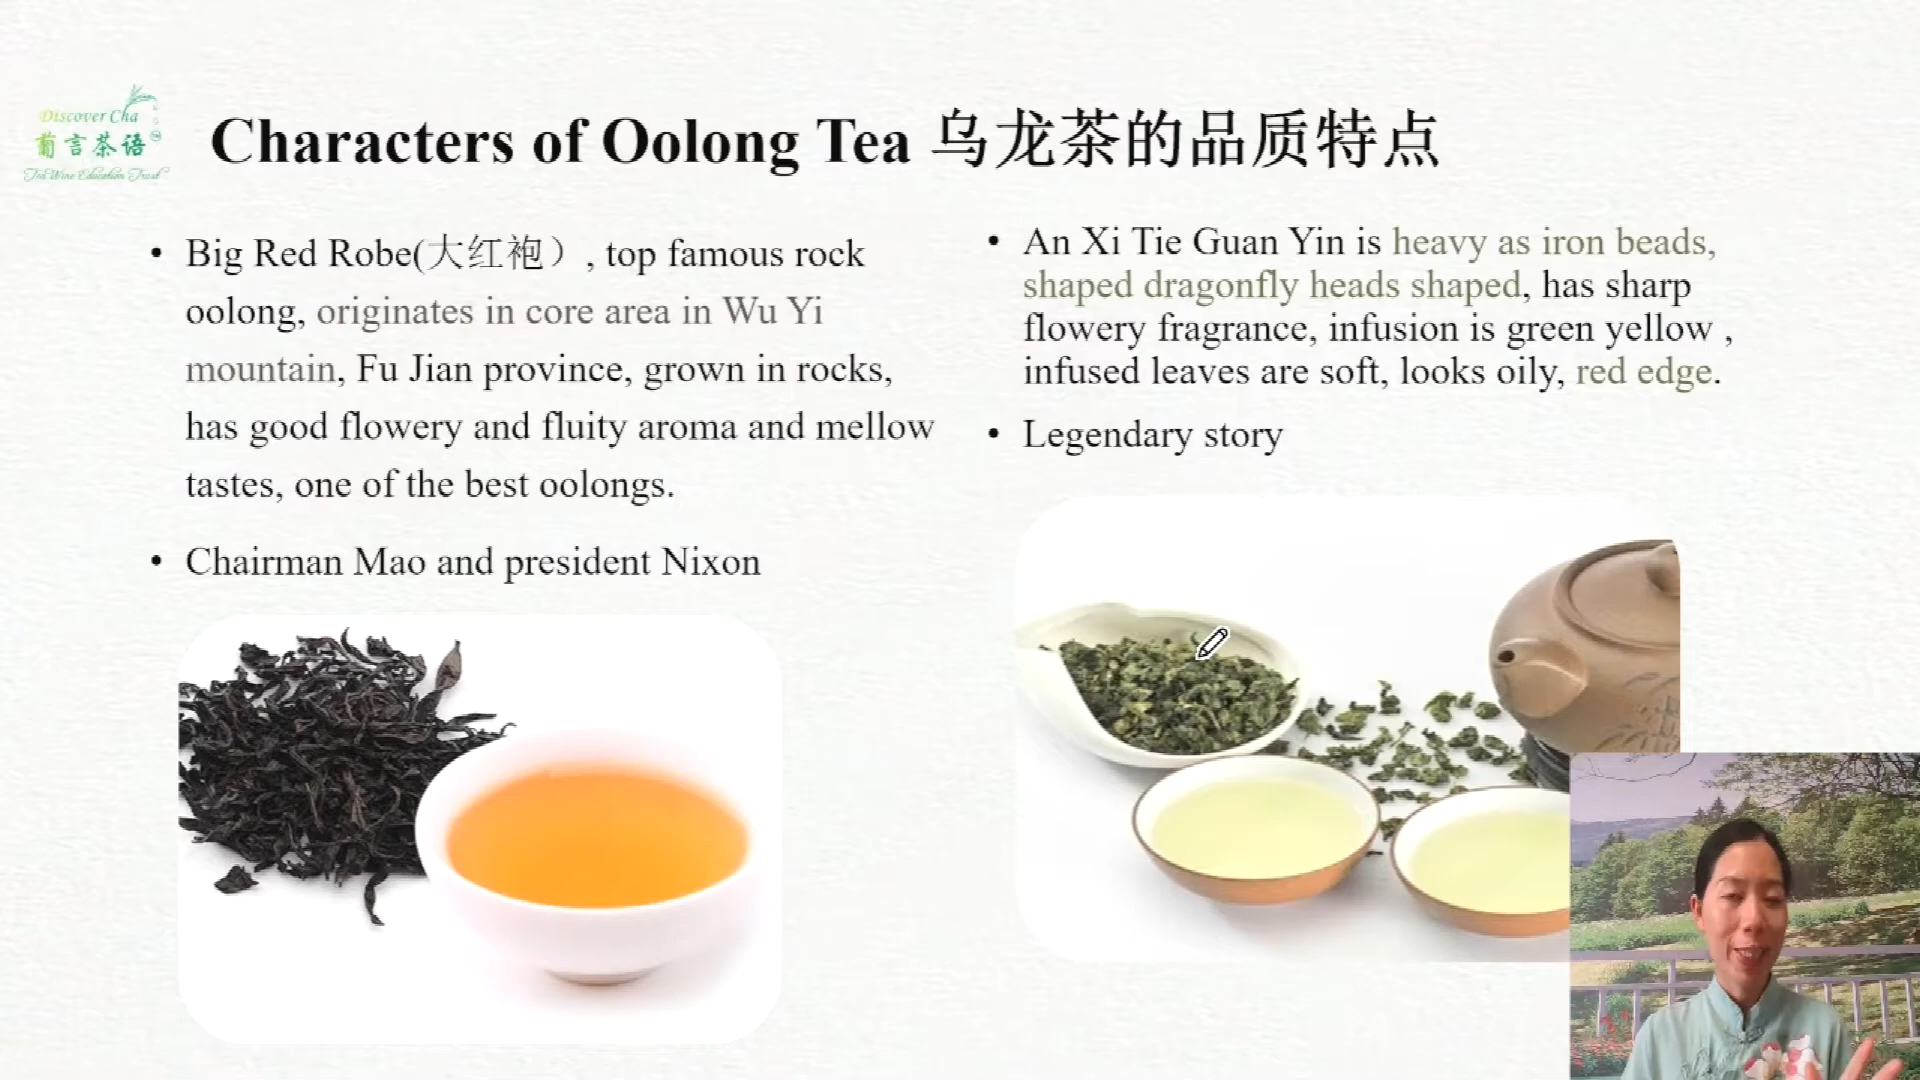 Discover Cha
葡言茶语
Tea Wine Education Trust
Characters of Oolong Tea 乌龙茶的品质特点
• Big Red Robe(大红袍）, top famous rock
oolong, originates in core area in Wu Yi
mountain, Fu Jian province, grown in rocks,
has good flowery and fluity aroma and mellow
tastes, one of the best oolongs.
• Chairman Mao and president Nixon
• An Xi Tie Guan Yin is heavy as iron beads,
shaped dragonfly heads shaped, has sharp
flowery fragrance, infusion is green yellow ,
infused leaves are soft, looks oily, red edge.
• Legendary story